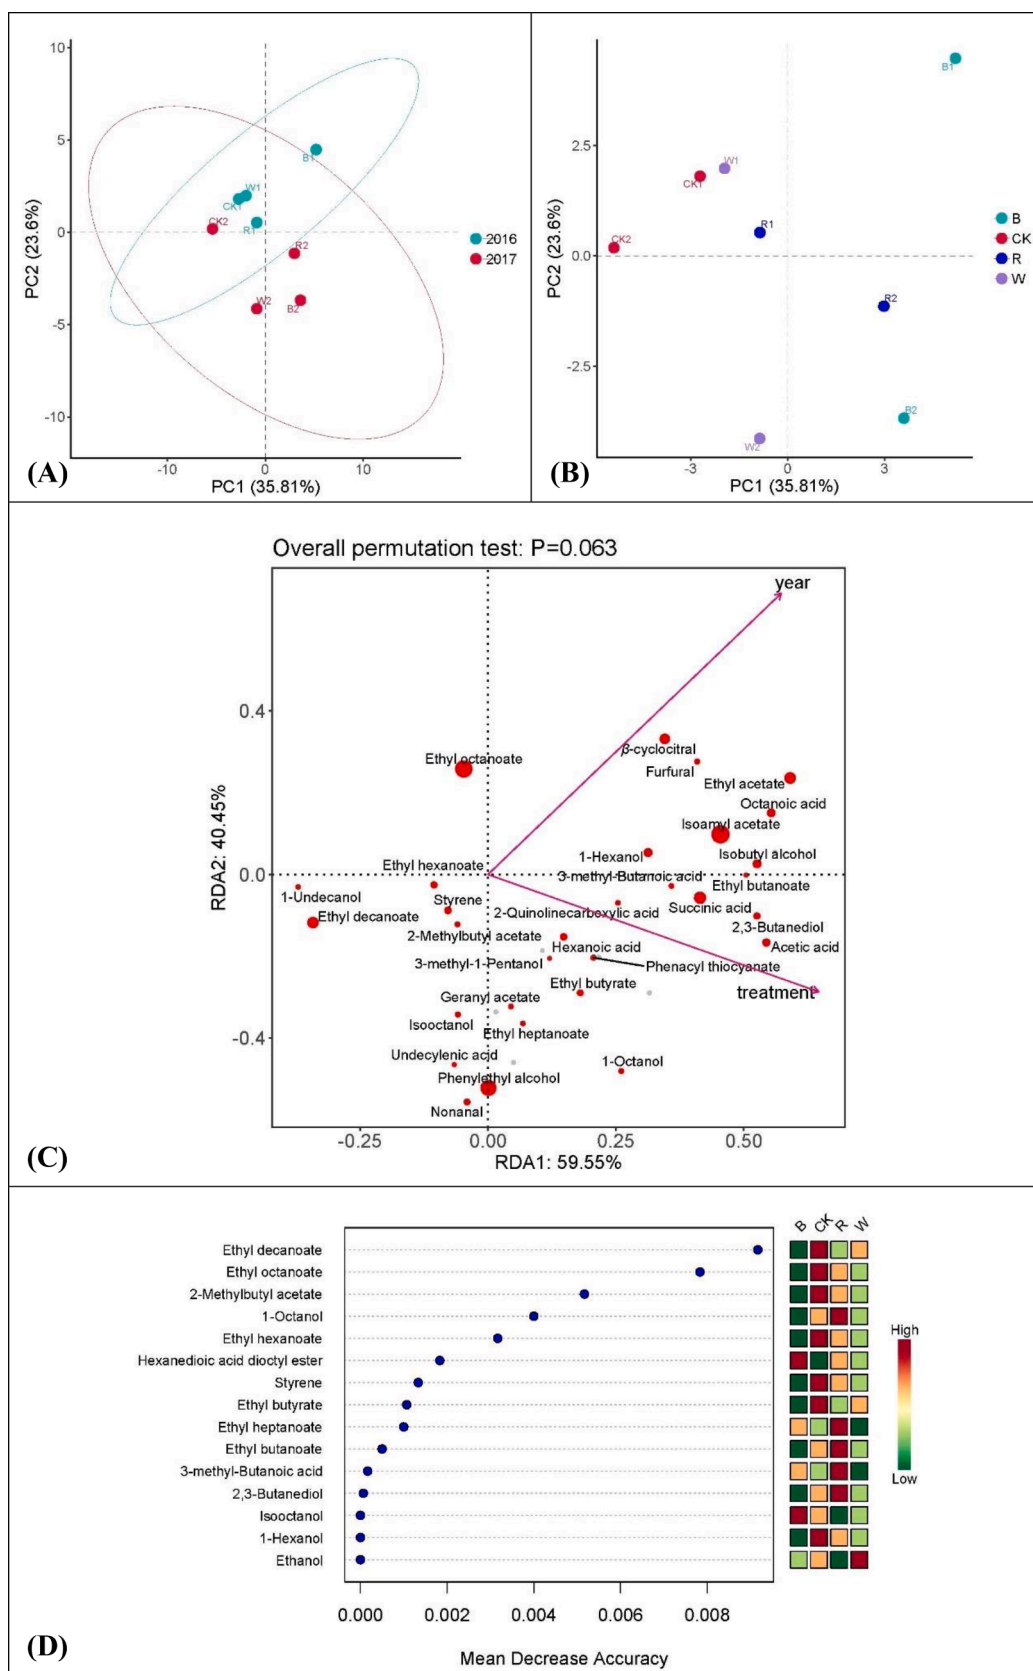 10
5
0
-5
-10
PC2 (23.6%)
B1
W1
CK1
CK2
R1
R2
W2
B2
2016
2017
-10
0
10
PC1 (35.81%)
(A)
2.5
0.0
-2.5
PC2 (23.6%)
B1
W1
CK1
R1
CK2
R2
B2
W2
B
CK
R
W
-3
0
3
PC1 (35.81%)
(B)
Overall permutation test: P=0.063
year
0.4
0.0
-0.4
RDA2: 40.45%
Ethyl octanoate
β-cyclocitral
Furfural
Ethyl acetate
Octanoic acid
Isoamyl acetate
1-Hexanol
Isobutyl alcohol
Ethyl hexanoate
3-methyl-Butanoic acid
Ethyl butanoate
1-Undecanol
Styrene
Succinic acid
Ethyl decanoate
2-Quinolinecarboxylic acid
2,3-Butanediol
2-Methylbutyl acetate
Hexanoic acid
Acetic acid
3-methyl-1-Pentanol
Phenacyl thiocyanate
Ethyl butyrate
treatment
Geranyl acetate
Isooctanol
Ethyl heptanoate
Undecylenic acid
1-Octanol
Phenylethyl alcohol
Nonanal
-0.25
0.00
0.25
0.50
RDA1: 59.55%
(C)
B CK R W
Ethyl decanoate
Ethyl octanoate
2-Methylbutyl acetate
1-Octanol
Ethyl hexanoate
Hexanedioic acid dioctyl ester
Styrene
Ethyl butyrate
Ethyl heptanoate
Ethyl butanoate
3-methyl-Butanoic acid
2,3-Butanediol
Isooctanol
1-Hexanol
Ethanol
High
Low
0.000
0.002
0.004
0.006
0.008
Mean Decrease Accuracy
(D)